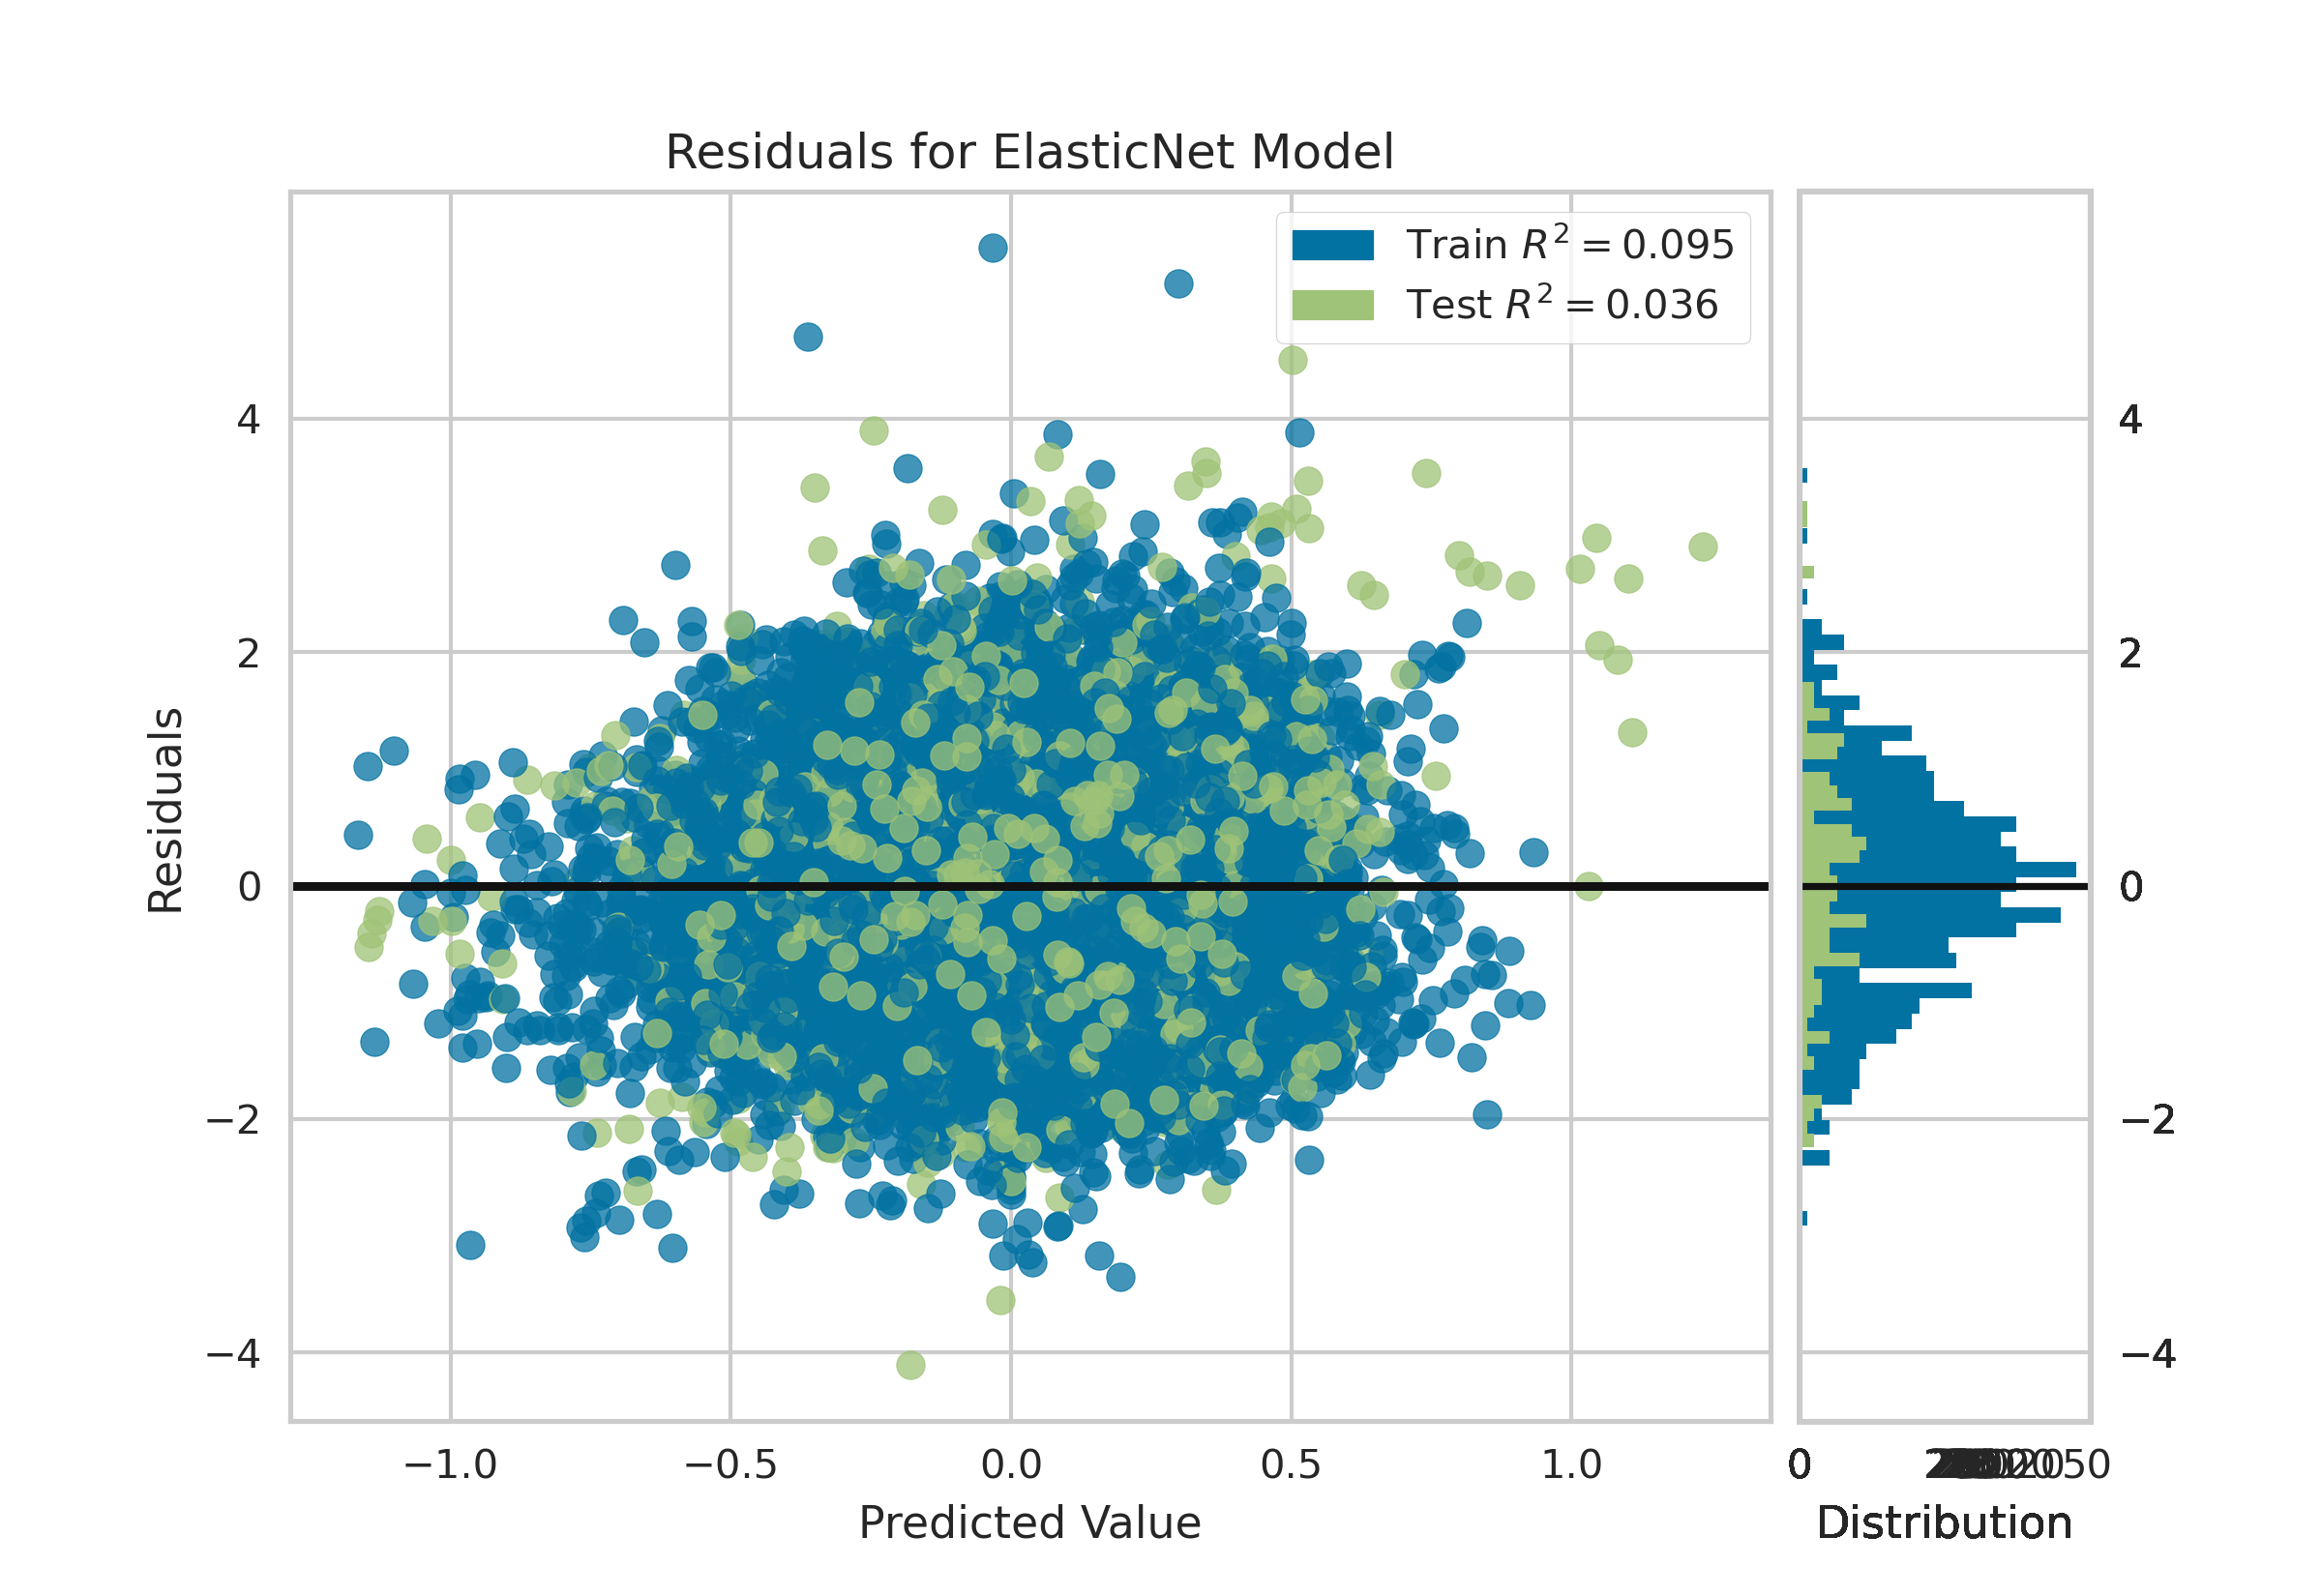 Residuals for ElasticNet Model
Train R² = 0.095
Test R² = 0.036
Residuals
4
2
0
−2
−4
−1.0
−0.5
0.0
0.5
1.0
Predicted Value
4
2
0
−2
−4
0
50
Distribution